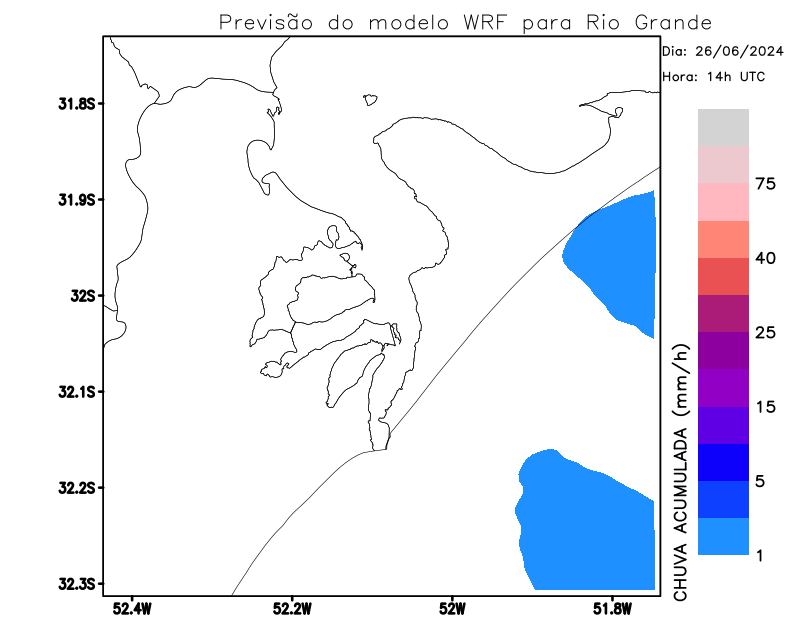 Previsão do modelo WRF para Rio Grande
Dia: 26/06/2024
Hora: 14h UTC
31.8S
31.9S
32S
32.1S
32.2S
32.3S
52.4W
52.2W
52W
51.8W
75
40
25
15
5
1
CHUVA ACUMULADA (mm/h)